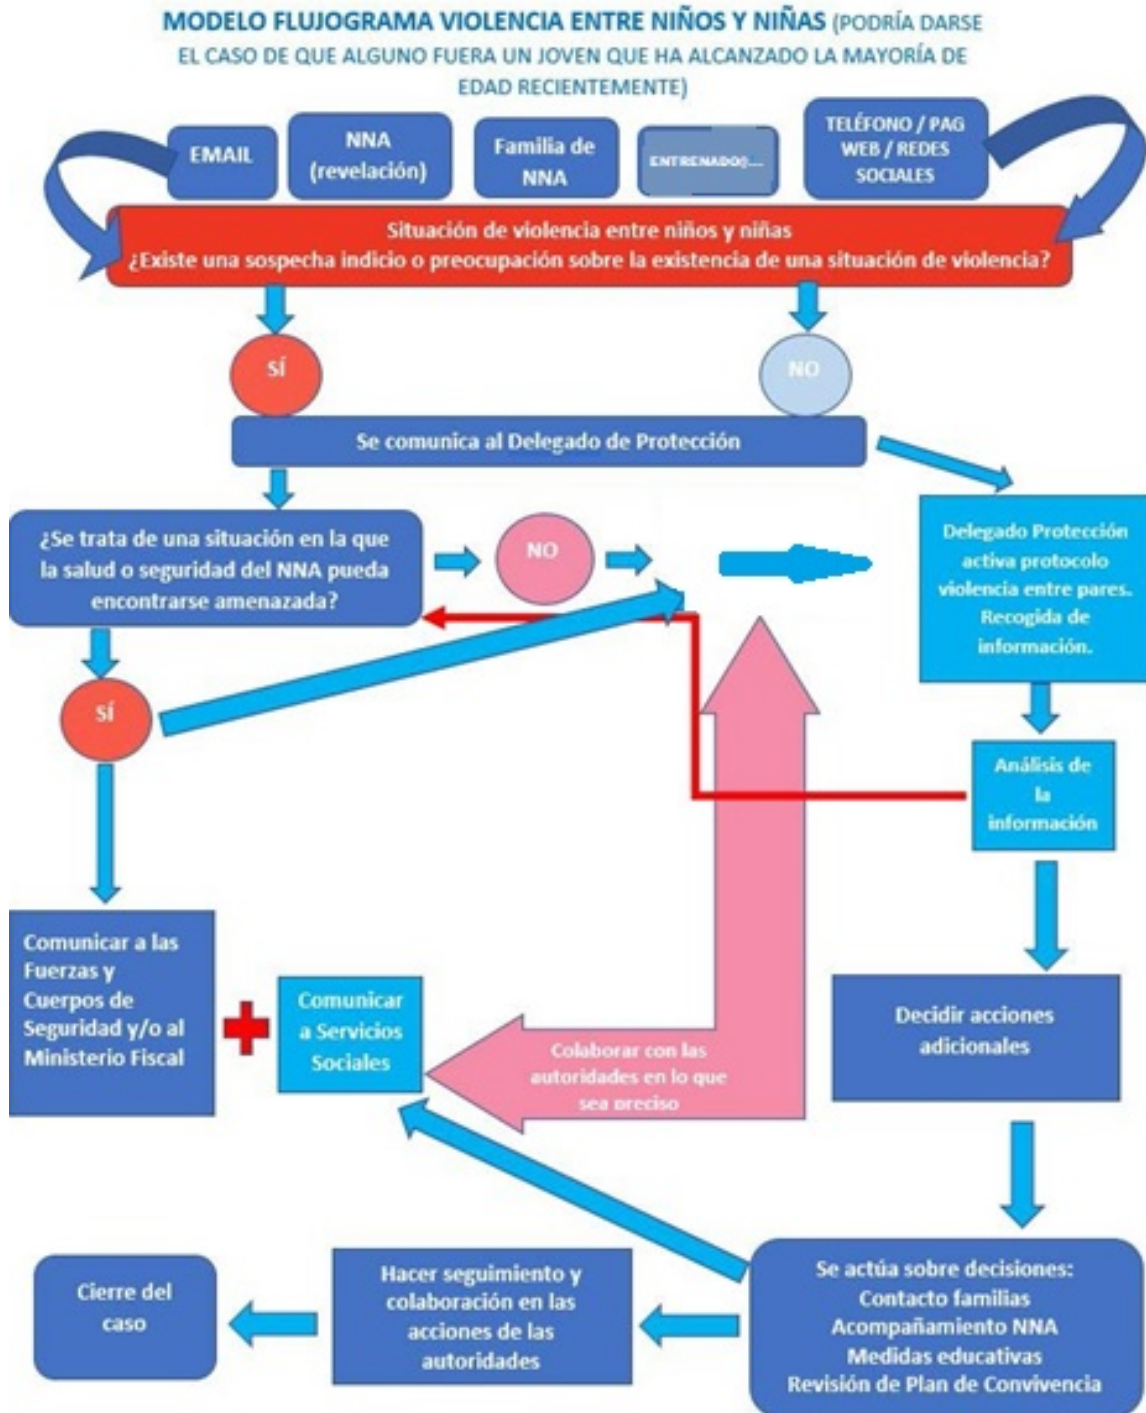 MODELO FLUJOGRAMA VIOLENCIA ENTRE NIÑOS Y NIÑAS (PODRÍA DARSE
EL CASO DE QUE ALGUNO FUERA UN JOVEN QUE HA ALCANZADO LA MAYORÍA DE
EDAD RECIENTEMENTE)
EMAIL
NNA
(revelación)
Familia de
NNA
ENTRENADO()...
TELÉFONO / PAG
WEB / REDES
SOCIALES
Situación de violencia entre niños y niñas
¿Existe una sospecha indicio o preocupación sobre la existencia de una situación de violencia?
SÍ
NO
Se comunica al Delegado de Protección
¿Se trata de una situación en la que
la salud o seguridad del NNA pueda
encontrarse amenazada?
NO
Delegado Protección
activa protocolo
violencia entre pares.
Recogida de
información.
SÍ
Análisis de
la
información
Comunicar a las
Fuerzas y
Cuerpos de
Seguridad y/o al
Ministerio Fiscal
Comunicar
a Servicios
Sociales
Colaborar con las
autoridades en lo que
sea preciso
Decidir acciones
adicionales
Se actúa sobre decisiones:
Contacto familias
Acompañamiento NNA
Medidas educativas
Revisión de Plan de Convivencia
Hacer seguimiento y
colaboración en las
acciones de las
autoridades
Cierre del
caso